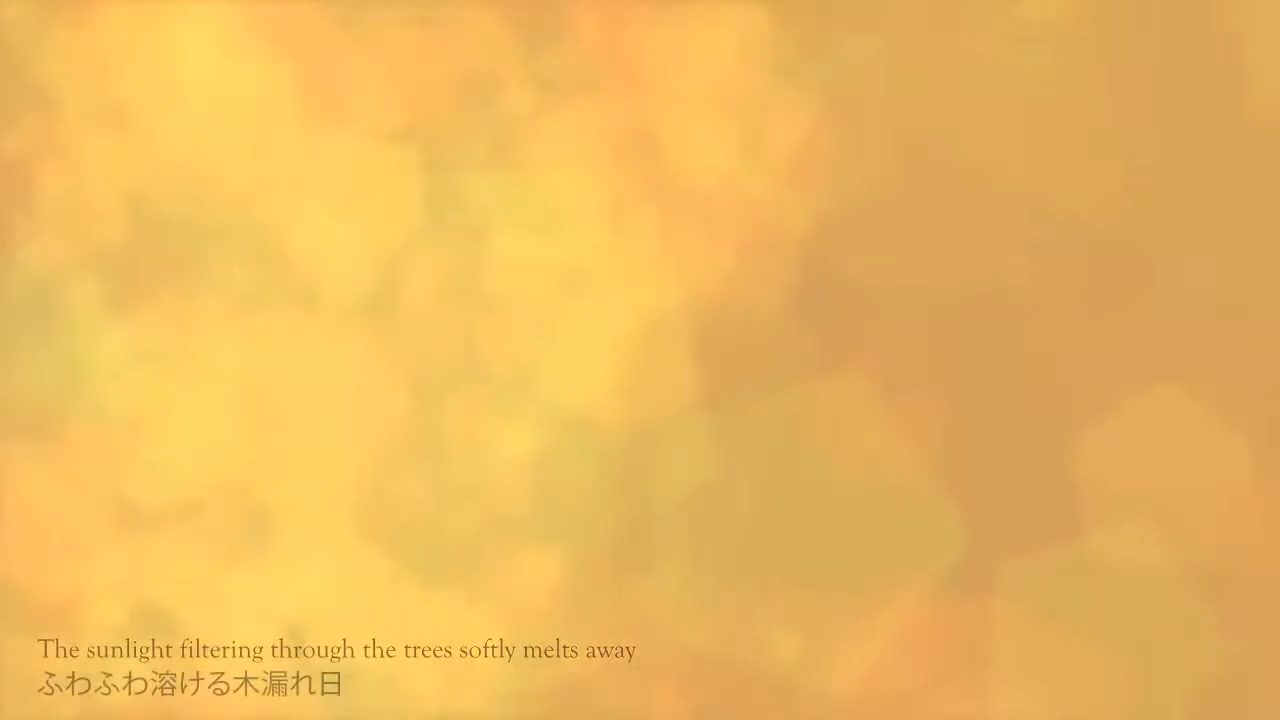 The sunlight filtering through the trees softly melts away
ふわふわ溶ける木漏れ日